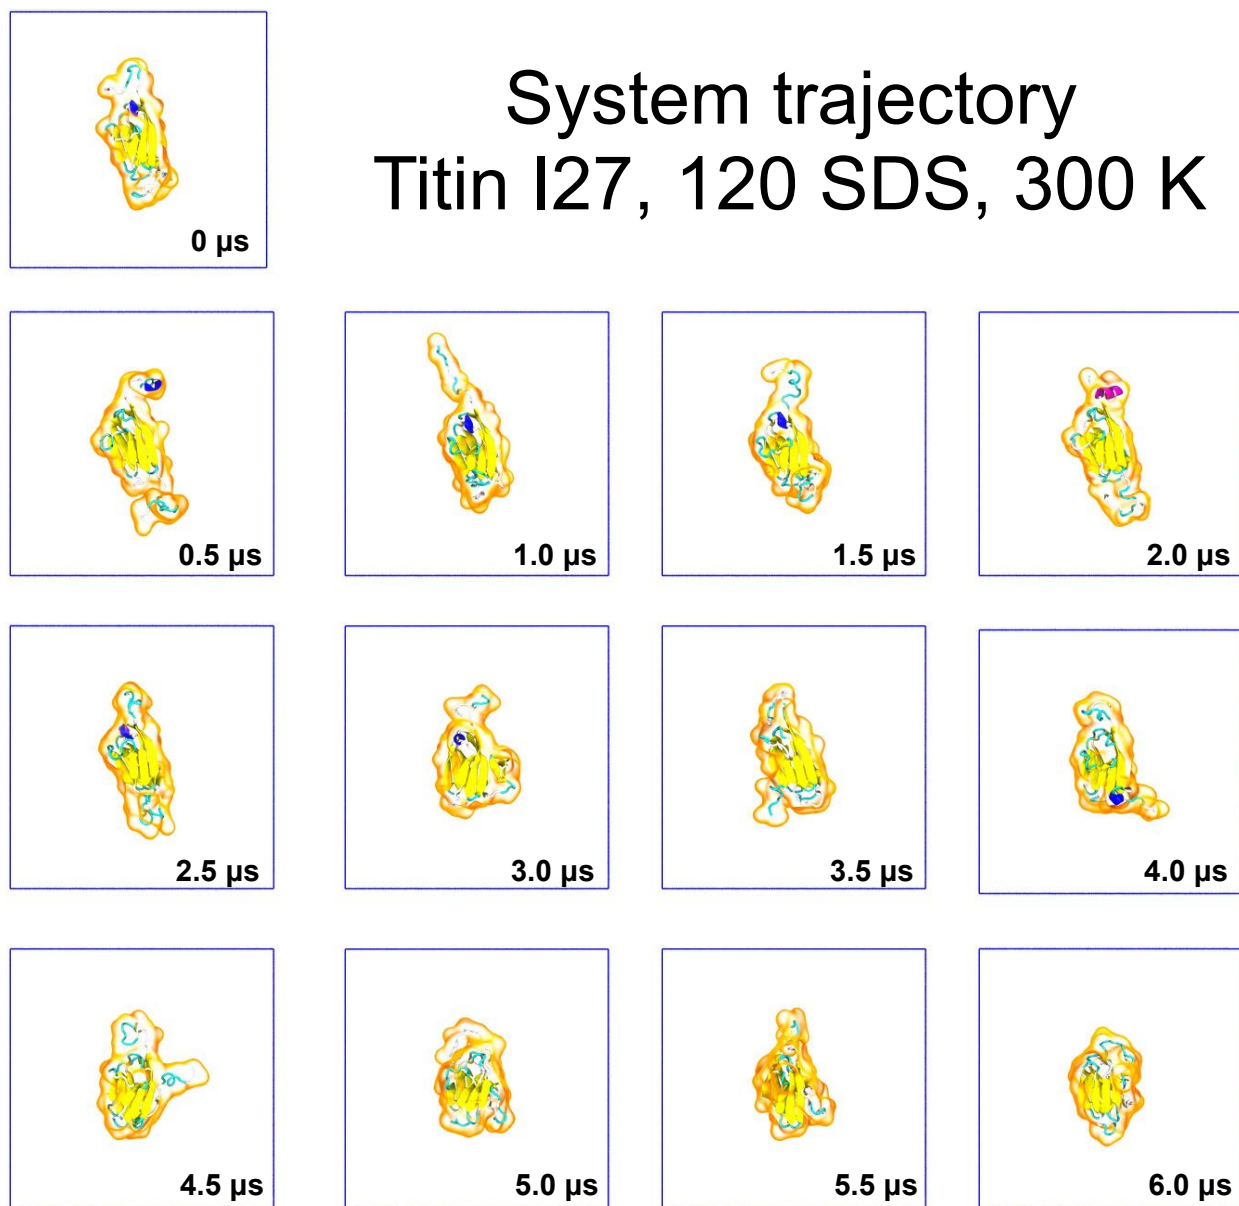 System trajectory
Titin I27, 120 SDS, 300 K
0 µs
0.5 µs
1.0 µs
1.5 µs
2.0 µs
2.5 µs
3.0 µs
3.5 µs
4.0 µs
4.5 µs
5.0 µs
5.5 µs
6.0 µs